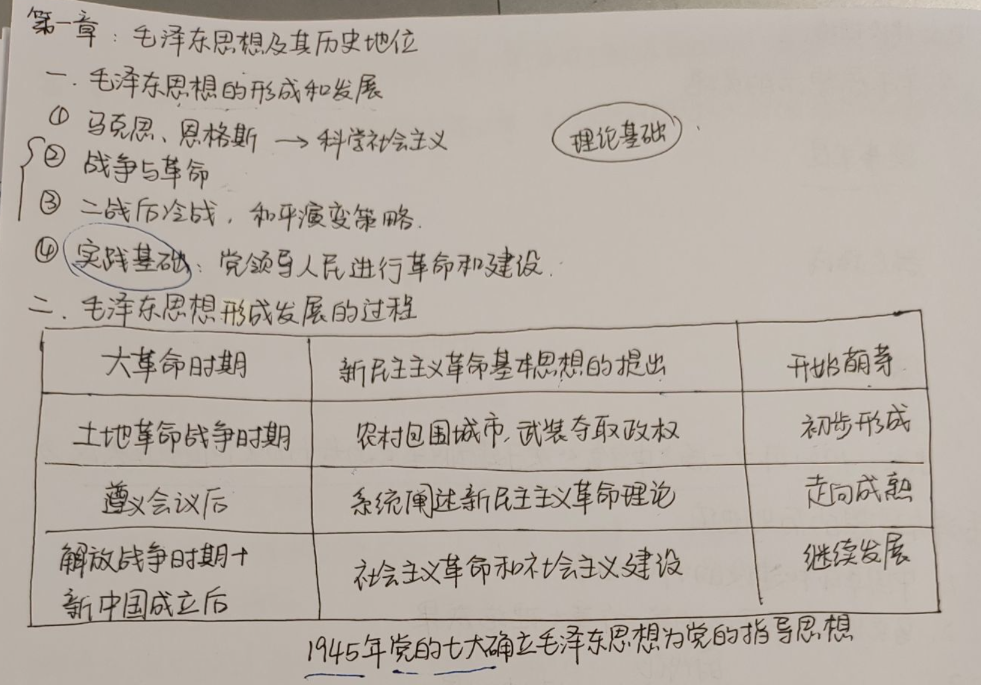 第一章：毛泽东思想及其历史地位
一．毛泽东思想的形成和发展
① 马克思、恩格斯 → 科学社会主义 理论基础
② 战争与革命
③ 二战后冷战，和平演变策略．
④ 实践基础：党领导人民进行革命和建设．
二．毛泽东思想形成发展的过程
大革命时期 新民主主义革命基本思想的提出 开始萌芽
土地革命战争时期 农村包围城市，武装夺取政权 初步形成
遵义会议后 系统阐述新民主主义革命理论 走向成熟
解放战争时期+ 社会主义革命和社会主义建设 继续发展
新中国成立后
1945年党的七大确立毛泽东思想为党的指导思想